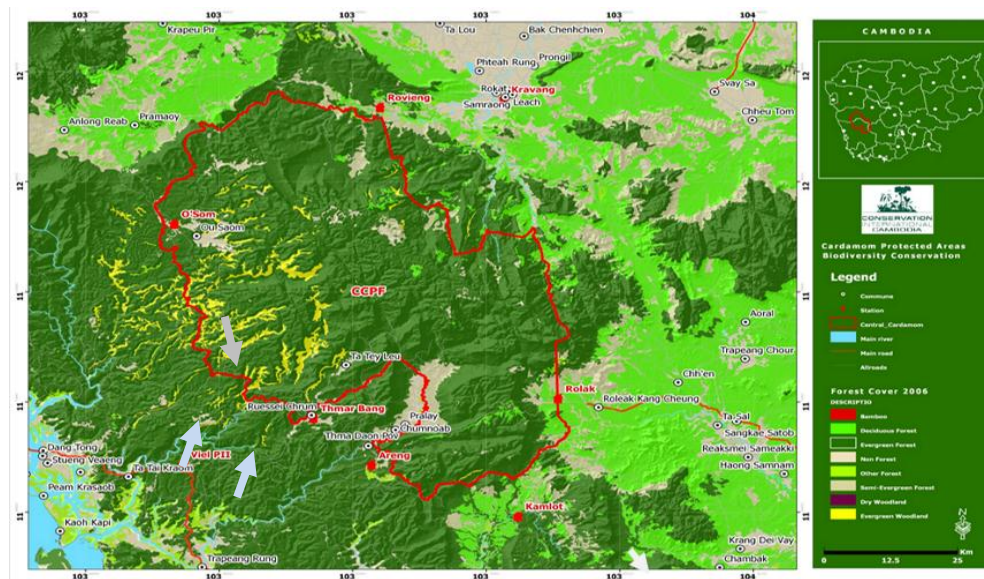 103 103 103 103 104 104
Krapeu Pir
Ta Lou
Bak Chenhchien
12
Phteah Rung
Prongil
Svay Sa
Rokat
Kravang
Samraong
Leach
Rovieng
Anlong Reab
Pramaoy
Chheu Tom
12
12
O'Som
Ou Saom
11
CCPF
11
Aoral
Trapeang Chour
Ta Tey Leu
Chh'en
Rolak
11
Ruessei Chrum
Thmar Bang
Roleak Kang Cheung
11
Pralay
Chumnoab
Ta Sal
Sangkae Satob
Dang Tong
Viel PII
Thma Daon Pov
Reaksmei Sameakki
Stueng Veaeng
Areng
Haong Samnam
Ta Tai Kraom
Peam Krasaob
11
Kamlot
11
Kaoh Kapi
Krang Dei Vay
Trapeang Rung
Chambak
103 103 103 103 103 104
CAMBODIA
CONSERVATION
INTERNATIONAL
CAMBODIA
Cardamom Protected Areas
Biodiversity Conservation
Legend
Commune
Station
Central_Cardamom
Main river
Main road
Allroads
Forest Cover 2006
DESCRIPTIO
Bamboo
Deciduous Forest
Evergreen Forest
Non Forest
Other Forest
Semi-Evergreen Forest
Dry Woodland
Evergreen Woodland
N
Km
0 12.5 25